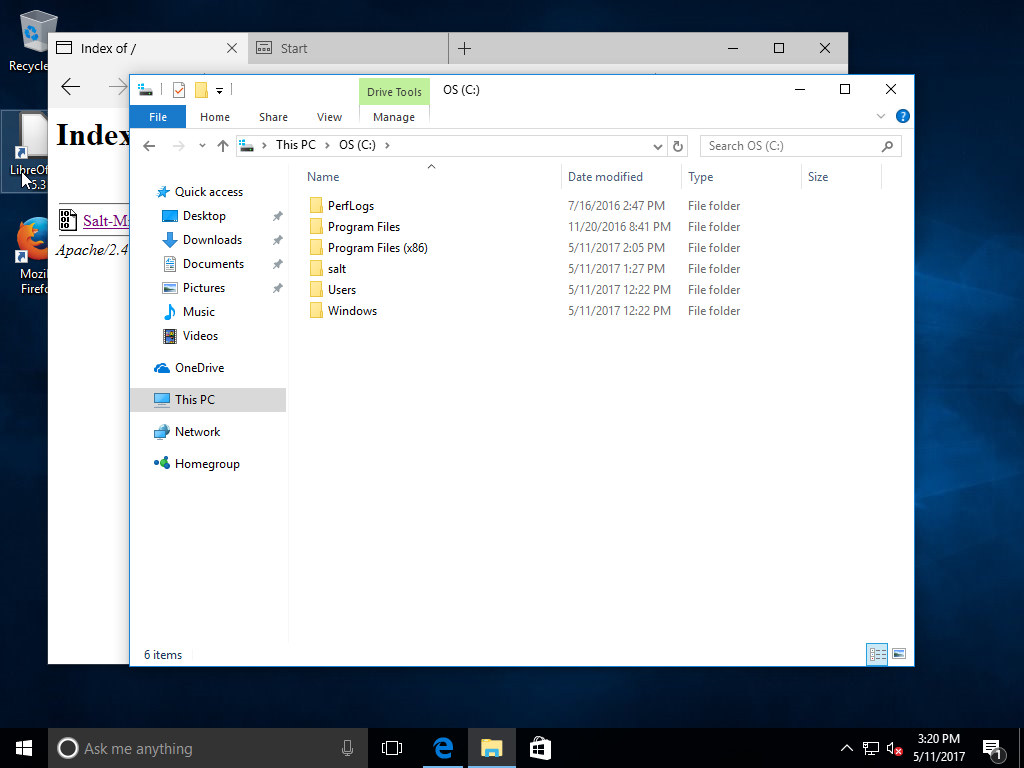 Recycle
Index of /
Start
Drive Tools
OS (C:)
File
Home
Share
View
Manage
Index
This PC
OS (C:)
Search OS (C:)
LibreOf
5.3
Name
Date modified
Type
Size
Quick access
Desktop
Downloads
Documents
Pictures
Music
Videos
OneDrive
This PC
Network
Homegroup
PerfLogs 7/16/2016 2:47 PM File folder
Program Files 11/20/2016 8:41 PM File folder
Program Files (x86) 5/11/2017 2:05 PM File folder
salt 5/11/2017 1:27 PM File folder
Users 5/11/2017 12:22 PM File folder
Windows 5/11/2017 12:22 PM File folder
Salt-Mi
Apache/2.4
Mozil
Firefo
6 items
Ask me anything
3:20 PM
5/11/2017
1